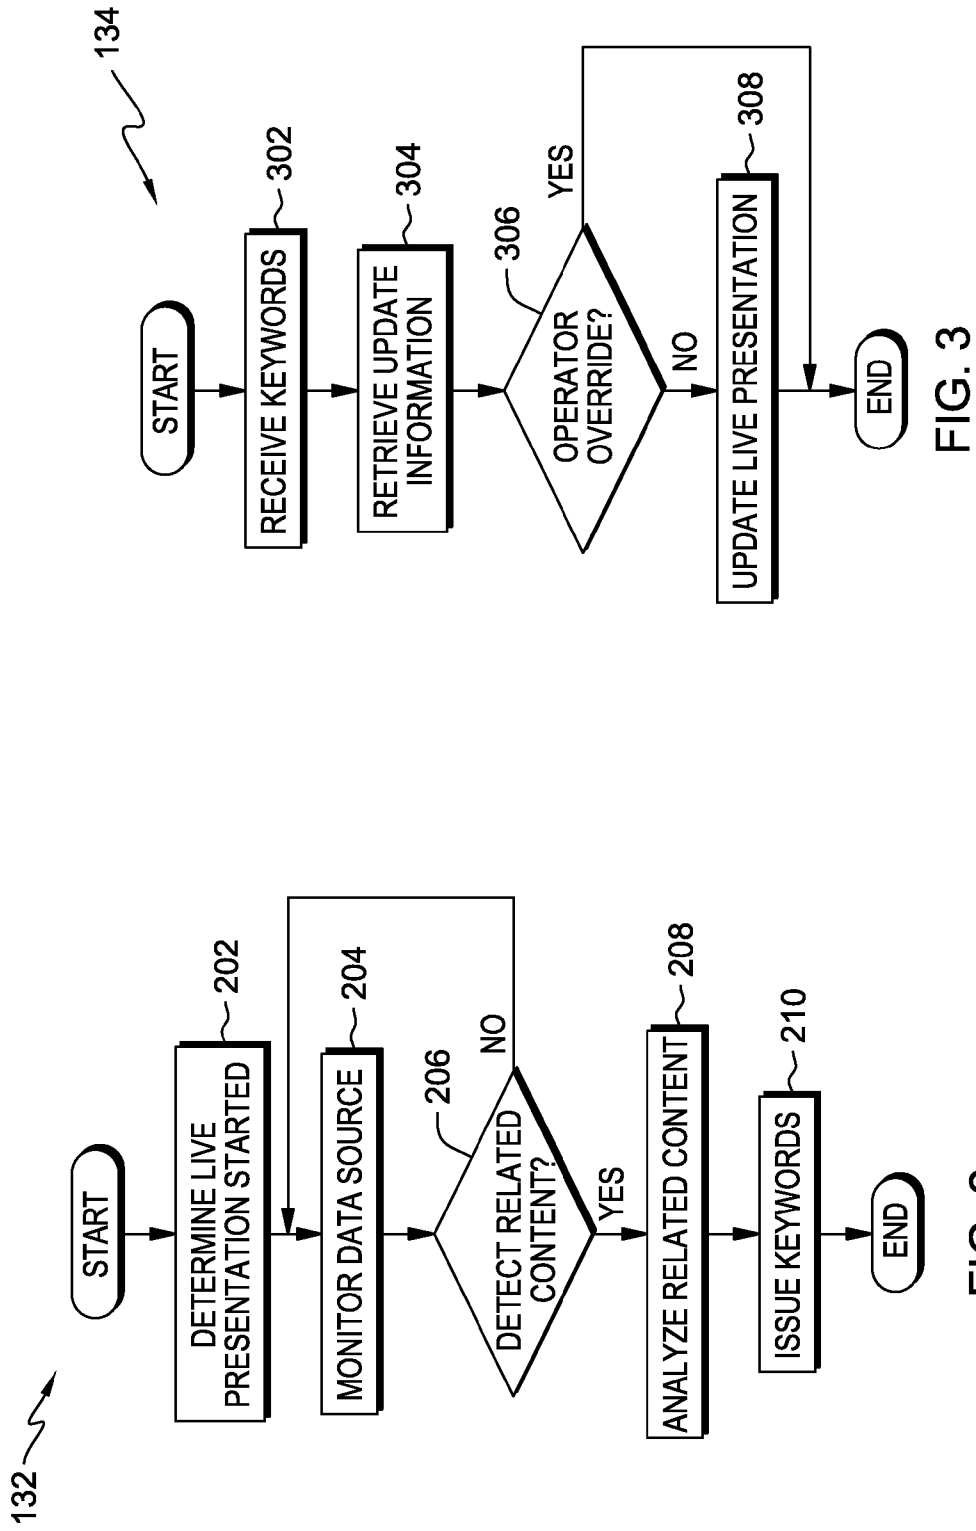 132
START
DETERMINE LIVE
PRESENTATION STARTED
202
MONITOR DATA SOURCE
204
DETECT RELATED
CONTENT?
206
NO
YES
ANALYZE RELATED CONTENT
208
ISSUE KEYWORDS
210
END
134
START
RECEIVE KEYWORDS
302
RETRIEVE UPDATE
INFORMATION
304
OPERATOR
OVERRIDE?
306
YES
NO
UPDATE LIVE PRESENTATION
308
END
FIG. 3